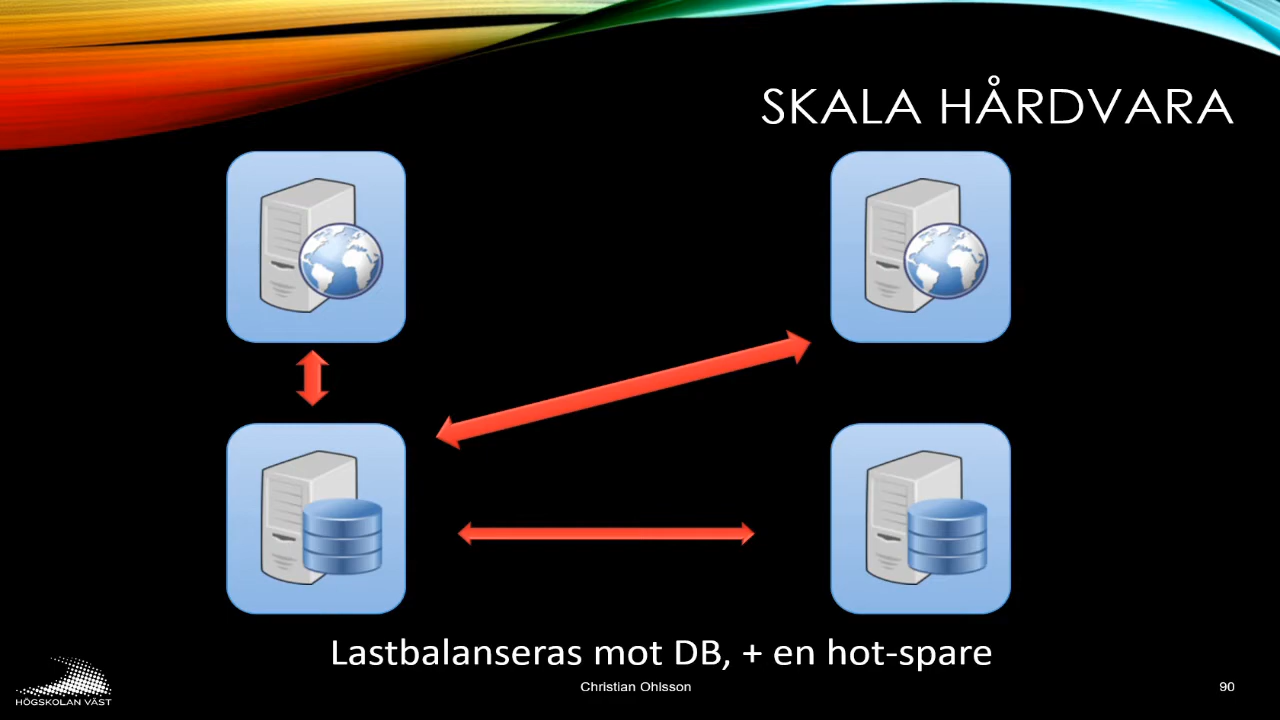 SKALA HÅRDVARA
Lastbalanseras mot DB, + en hot-spare
Christian Ohlsson
90
HÖGSKOLAN VÄST